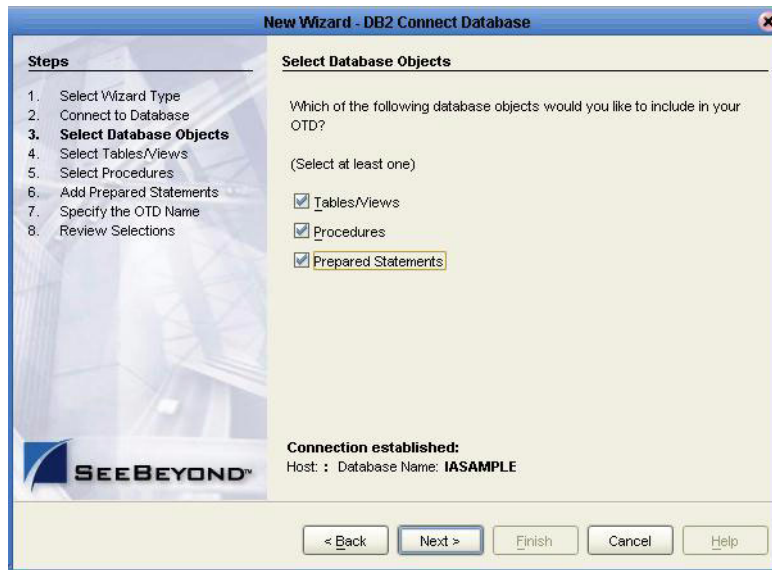 New Wizard - DB2 Connect Database
Steps
1. Select Wizard Type
2. Connect to Database
3. Select Database Objects
4. Select Tables/Views
5. Select Procedures
6. Add Prepared Statements
7. Specify the OTD Name
8. Review Selections
Select Database Objects
Which of the following database objects would you like to include in your
OTD?
(Select at least one)
Tables/Views
Procedures
Prepared Statements
Connection established:
Host: : Database Name: IASAMPLE
SEEBEYOND™
< Back
Next >
Finish
Cancel
Help